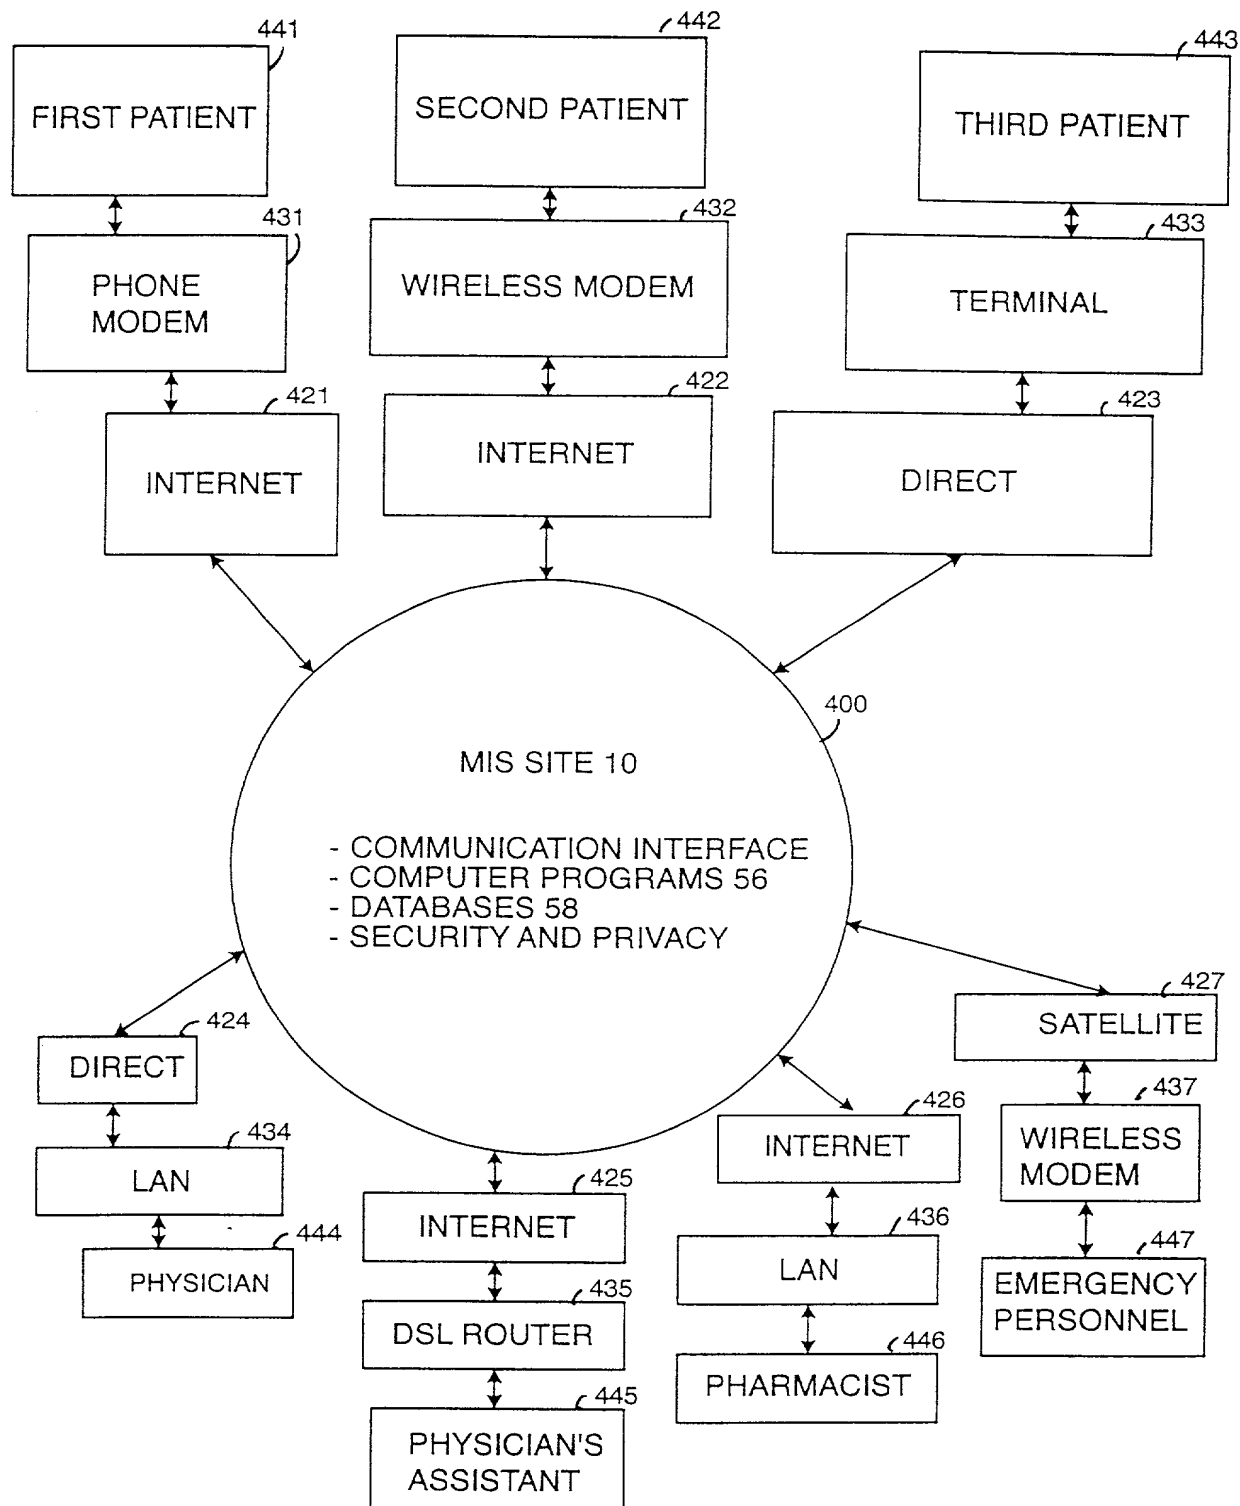 441
FIRST PATIENT
442
SECOND PATIENT
443
THIRD PATIENT
431
PHONE
MODEM
432
WIRELESS MODEM
433
TERMINAL
421
INTERNET
422
INTERNET
423
DIRECT
400
MIS SITE 10
- COMMUNICATION INTERFACE
- COMPUTER PROGRAMS 56
- DATABASES 58
- SECURITY AND PRIVACY
424
DIRECT
434
LAN
444
PHYSICIAN
425
INTERNET
435
DSL ROUTER
445
PHYSICIAN'S
ASSISTANT
426
INTERNET
436
LAN
446
PHARMACIST
427
SATELLITE
437
WIRELESS
MODEM
447
EMERGENCY
PERSONNEL